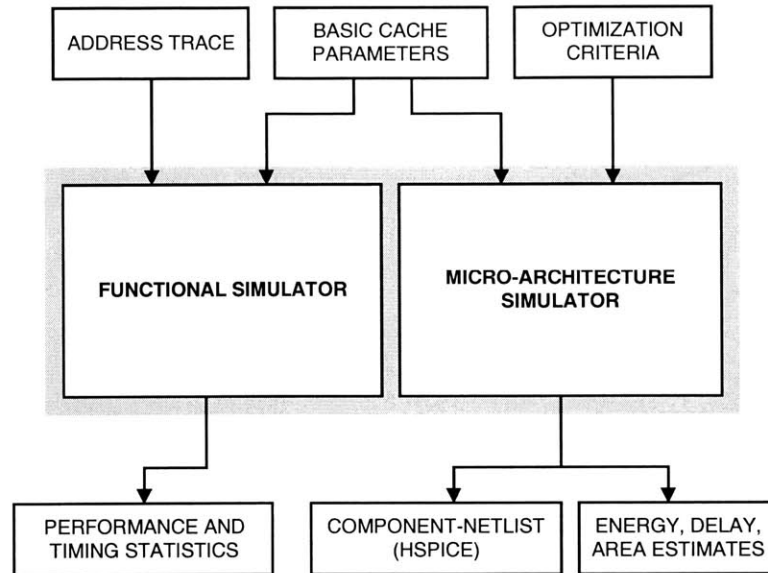 ADDRESS TRACE
BASIC CACHE
PARAMETERS
OPTIMIZATION
CRITERIA
FUNCTIONAL SIMULATOR
MICRO-ARCHITECTURE
SIMULATOR
PERFORMANCE AND
TIMING STATISTICS
COMPONENT-NETLIST
(HSPICE)
ENERGY, DELAY,
AREA ESTIMATES